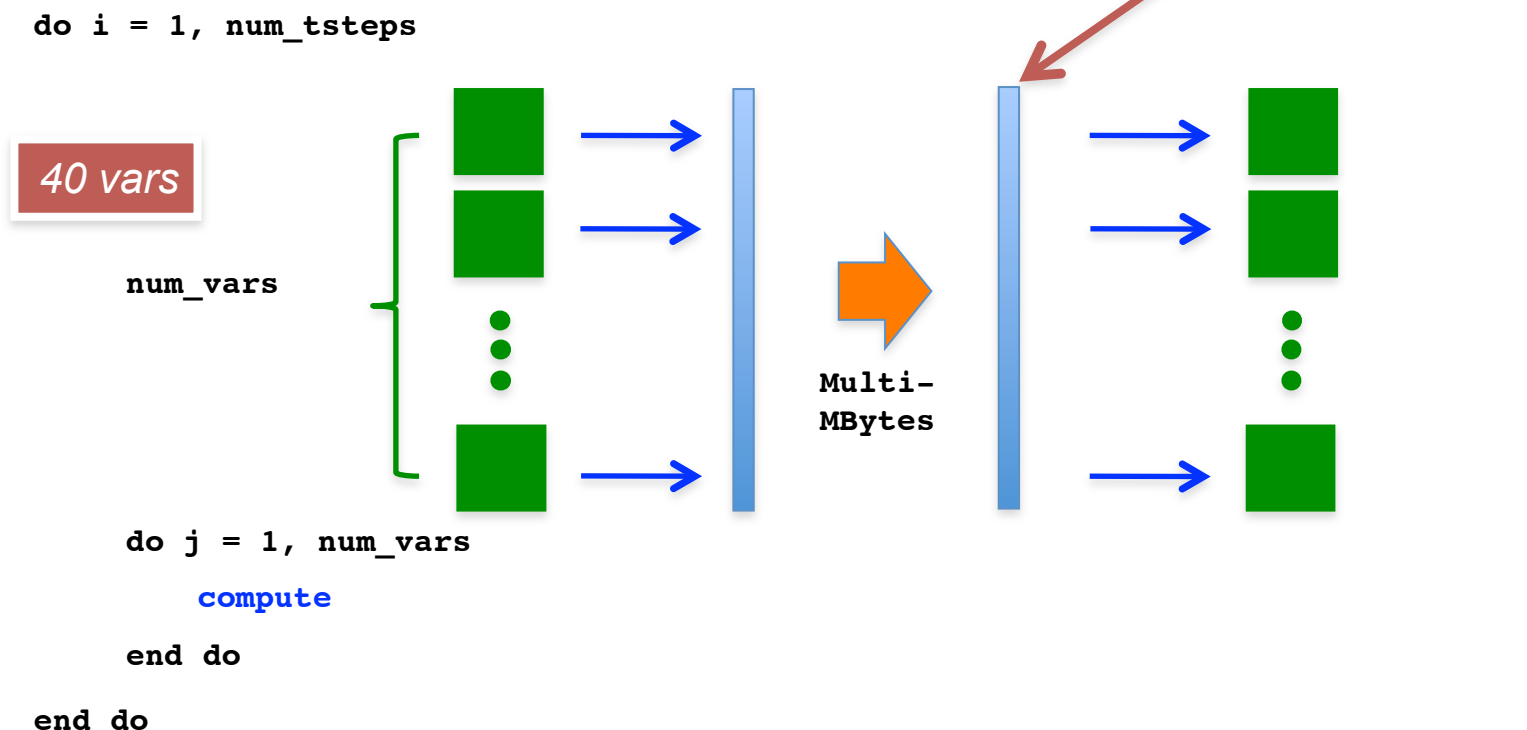 do i = 1, num_tsteps
40 vars
num_vars
Multi-
MBytes
do j = 1, num_vars
compute
end do
end do